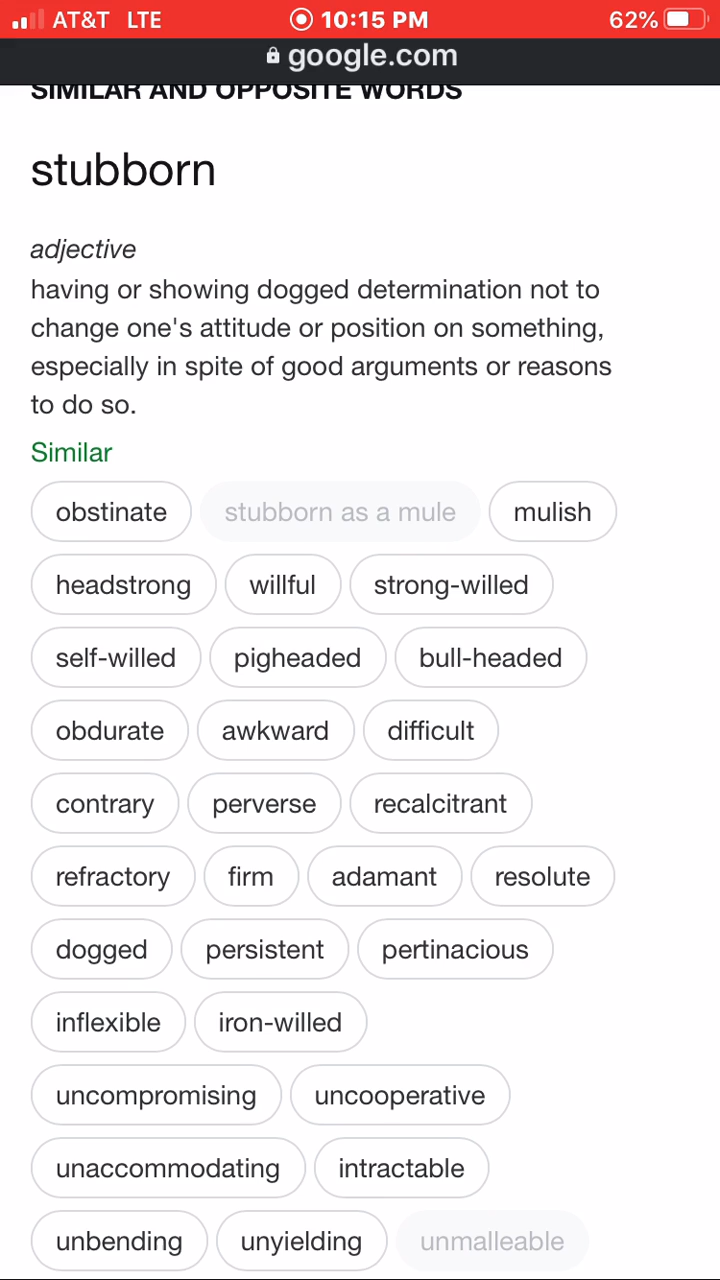 AT&T LTE 10:15 PM 62%
google.com
SIMILAR AND OPPOSITE WORDS
stubborn
adjective
having or showing dogged determination not to
change one's attitude or position on something,
especially in spite of good arguments or reasons
to do so.
Similar
obstinate stubborn as a mule mulish
headstrong willful strong-willed
self-willed pigheaded bull-headed
obdurate awkward difficult
contrary perverse recalcitrant
refractory firm adamant resolute
dogged persistent pertinacious
inflexible iron-willed
uncompromising uncooperative
unaccommodating intractable
unbending unyielding unmalleable